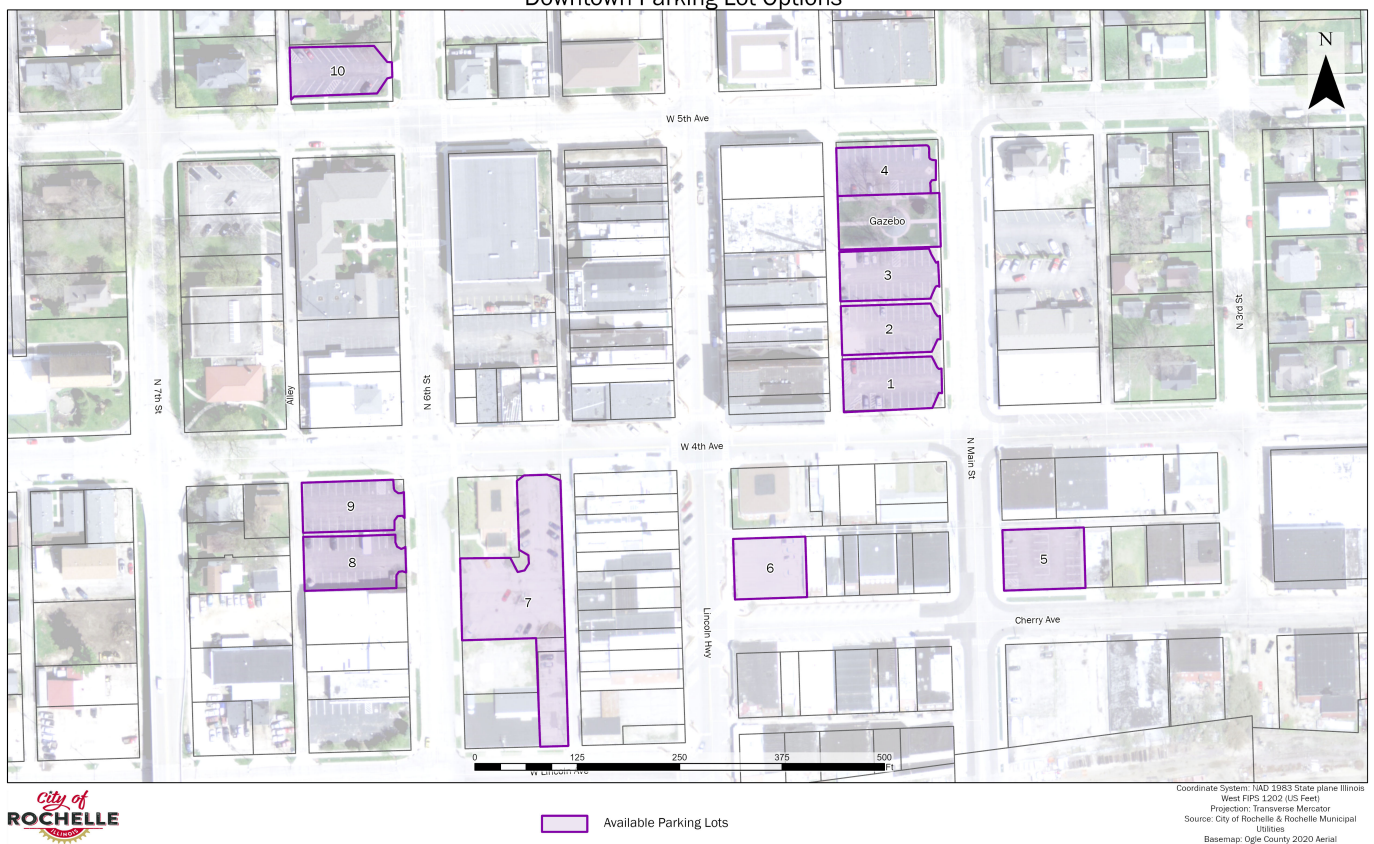 Downtown Parking Lot Options
N
10
W 5th Ave
4
Gazebo
3
2
1
N 3rd St
N 7th St
Alley
N 6th St
W 4th Ave
N Main St
9
8
7
6
5
Lincoln Hwy
Cherry Ave
0 125 250 375 500
Ft
W Lincoln Ave
City of
ROCHELLE
ILLINOIS
Available Parking Lots
Coordinate System: NAD 1983 State plane Illinois
West FIPS 1202 (US Feet)
Projection: Transverse Mercator
Source: City of Rochelle & Rochelle Municipal
Utilities
Basemap: Ogle County 2020 Aerial